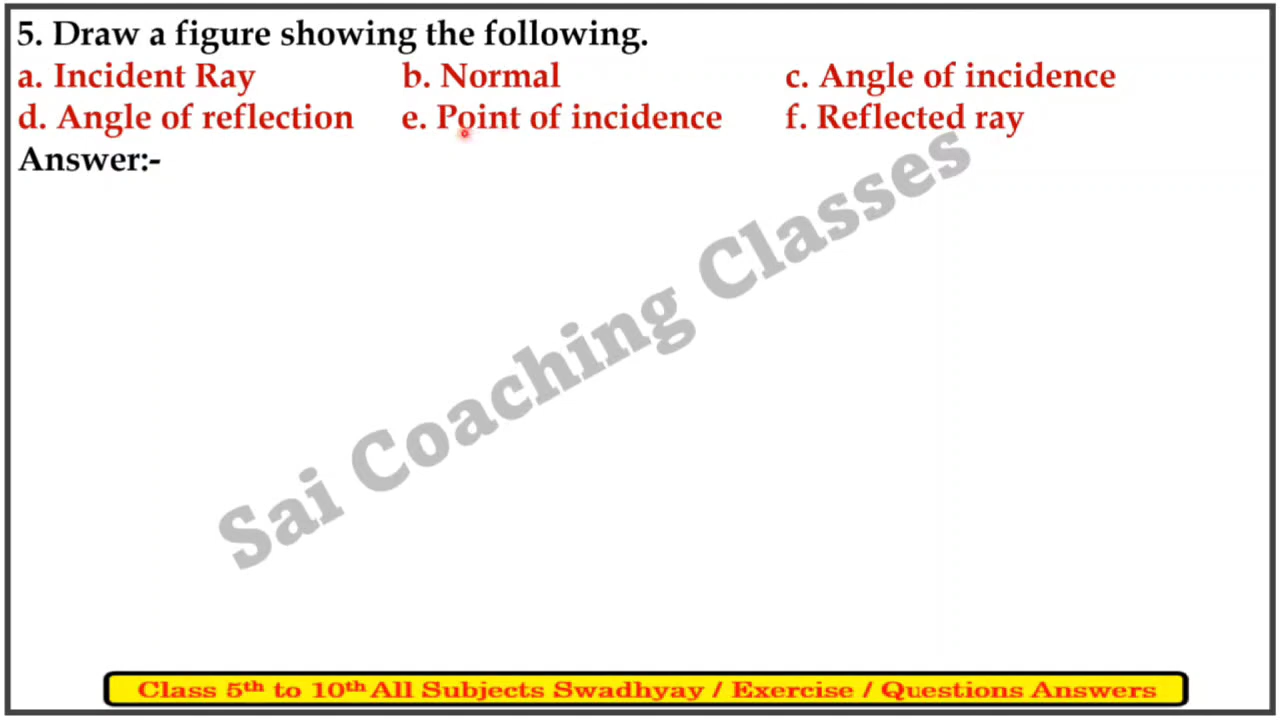 5. Draw a figure showing the following.
a. Incident Ray b. Normal c. Angle of incidence
d. Angle of reflection e. Point of incidence f. Reflected ray
Answer:-
Sai Coaching Classes
Class 5th to 10th All Subjects Swadhyay / Exercise / Questions Answers